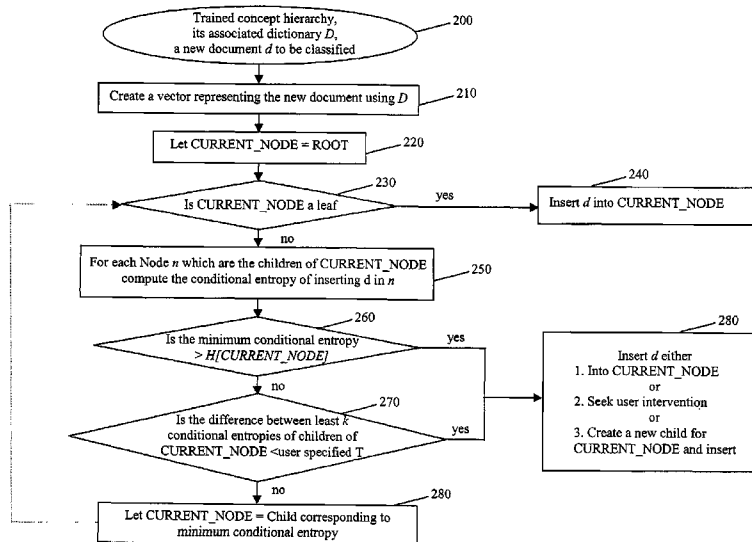 Trained concept hierarchy,
its associated dictionary D,
a new document d to be classified
200
Create a vector representing the new document using D
210
Let CURRENT_NODE = ROOT
220
230
Is CURRENT_NODE a leaf
yes
240
Insert d into CURRENT_NODE
no
For each Node n which are the children of CURRENT_NODE
compute the conditional entropy of inserting d in n
250
260
Is the minimum conditional entropy
> H[CURRENT_NODE]
yes
280
Insert d either
1. Into CURRENT_NODE
or
2. Seek user intervention
or
3. Create a new child for
CURRENT_NODE and insert
no
270
Is the difference between least k
conditional entropies of children of
CURRENT_NODE <user specified T
yes
no
280
Let CURRENT_NODE = Child corresponding to
minimum conditional entropy